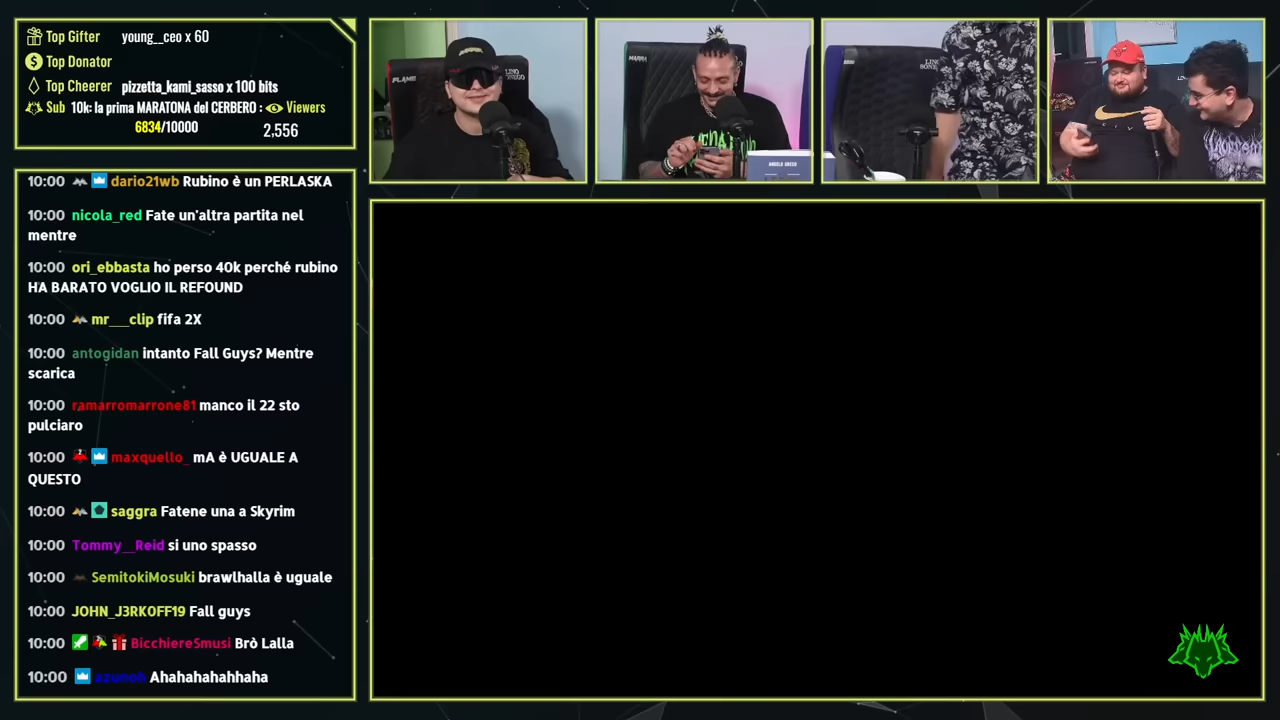 Top Gifter young__ceo x 60
Top Donator
Top Cheerer pizzetta_kami_sasso x 100 bits
Sub 10k: la prima MARATONA del CERBERO : Viewers
6834/10000 2,556
10:00 dario21wb Rubino è un PERLASKA
10:00 nicola_red Fate un'altra partita nel
mentre
10:00 ori_ebbasta ho perso 40k perché rubino
HA BARATO VOGLIO IL REFOUND
10:00 mr___clip fifa 2X
10:00 antogidan intanto Fall Guys? Mentre
scarica
10:00 ramarromarrone81 manco il 22 sto
pulciaro
10:00 maxquello_ mA è UGUALE A
QUESTO
10:00 saggra Fatene una a Skyrim
10:00 Tommy__Reid si uno spasso
10:00 SemitokiMosuki brawlhalla è uguale
10:00 JOHN_J3RKOFF19 Fall guys
10:00 BicchiereSmusi Brò Lalla
10:00 azunoh Ahahahahahhaha
FLAME
MARRA
ANGELO GRECO